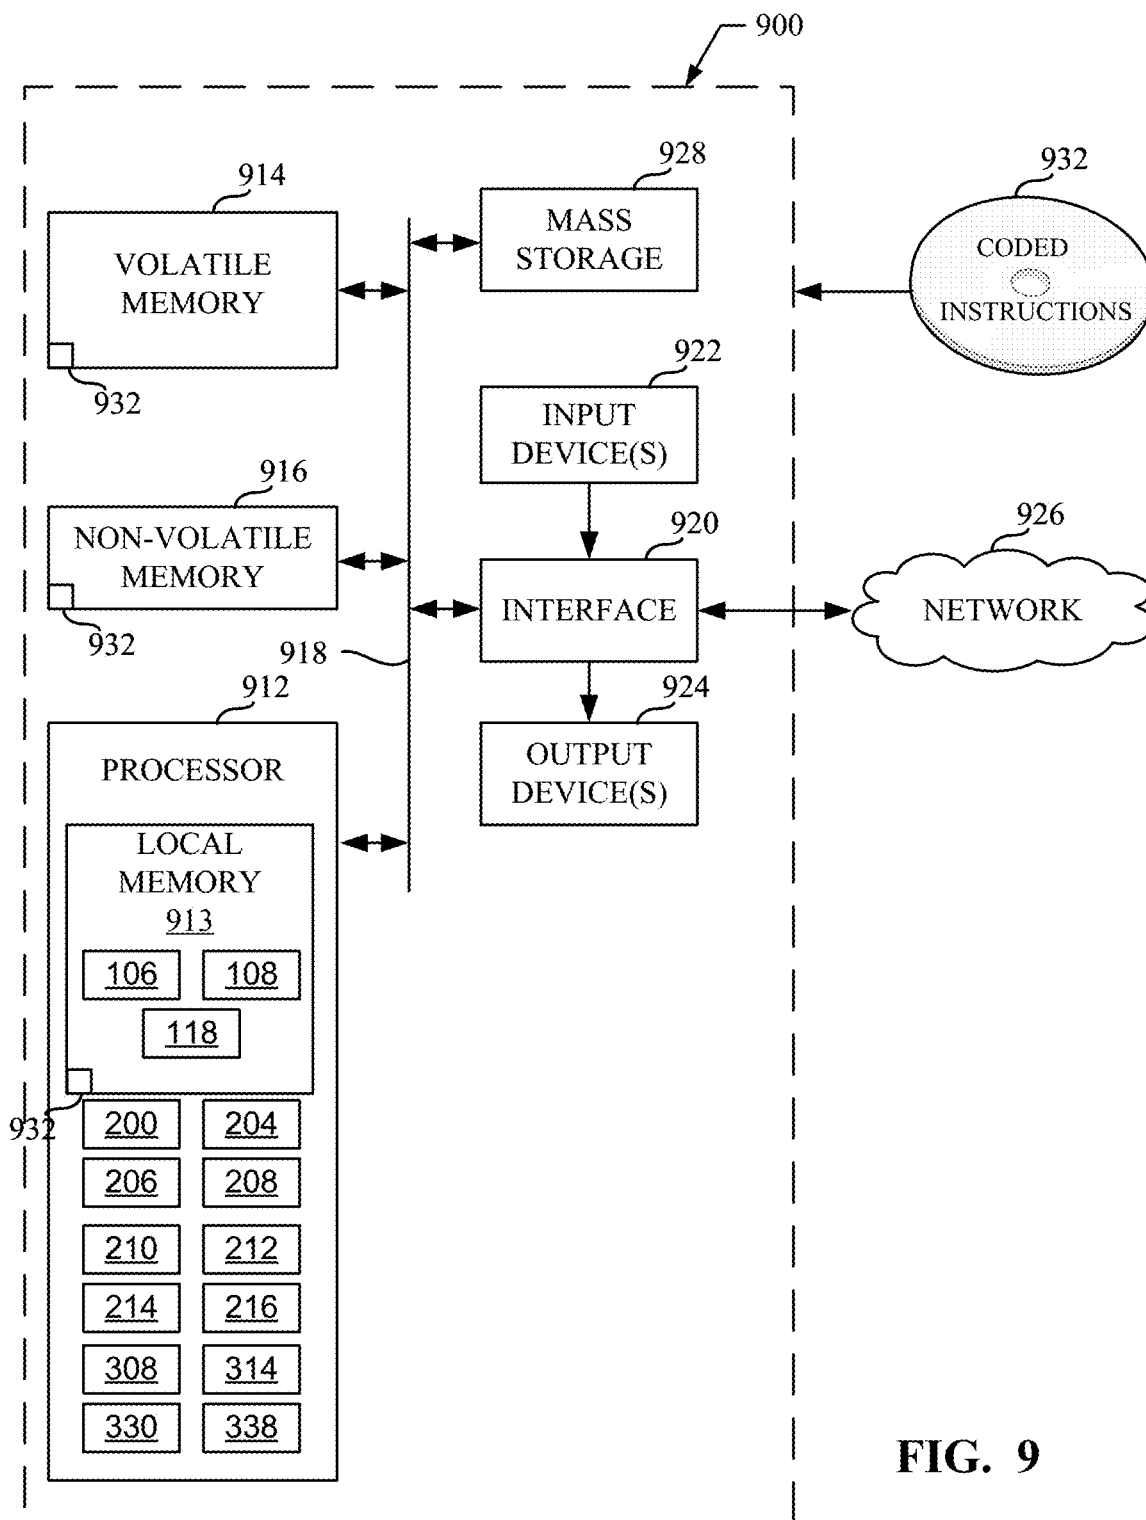 900
914
VOLATILE
MEMORY
932
928
MASS
STORAGE
932
CODED
INSTRUCTIONS
922
INPUT
DEVICE(S)
916
NON-VOLATILE
MEMORY
932
920
INTERFACE
926
NETWORK
918
924
OUTPUT
DEVICE(S)
912
PROCESSOR
LOCAL
MEMORY
913
106 108
118
932
200 204
206 208
210 212
214 216
308 314
330 338
FIG. 9